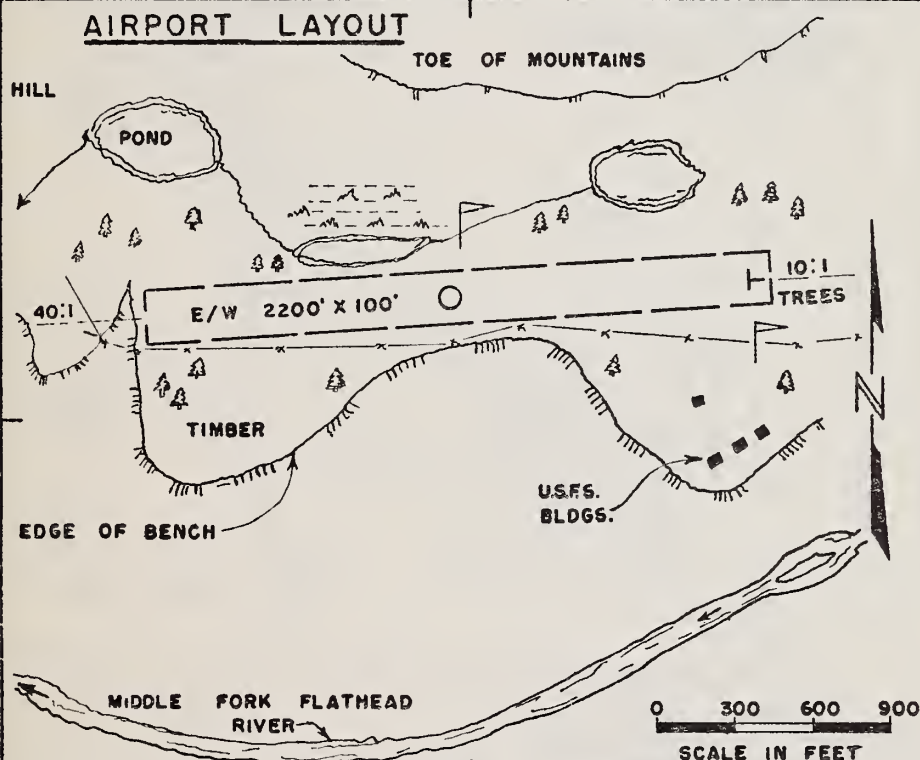 AIRPORT LAYOUT
TOE OF MOUNTAINS
HILL
POND
40:1
E/W 2200' X 100'
10:1
TREES
TIMBER
N
U.S.F.S.
BLDGS.
EDGE OF BENCH
MIDDLE FORK FLATHEAD
RIVER
0 300 600 900
SCALE IN FEET